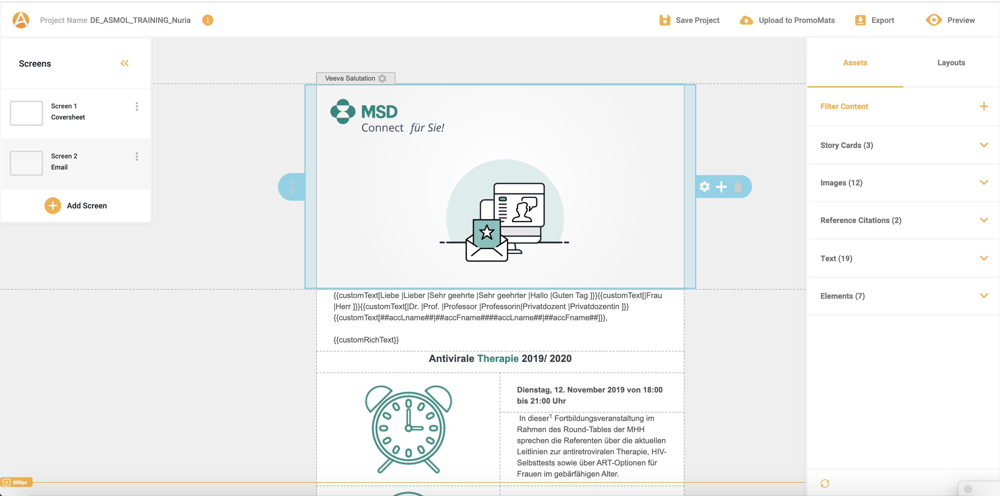 Project Name DE_ASMOL_TRAINING_Nuria
i
Save Project
Upload to PromoMats
Export
Preview
Screens
Screen 1
Coversheet
Screen 2
Email
Add Screen
Veeva Salutation
MSD
Connect für Sie!
{{customText[Liebe |Lieber |Sehr geehrte |Sehr geehrter |Hallo |Guten Tag ]}}{{customText[|Frau
|Herr ]}}{{customText[|Dr. |Prof. |Professor |Professorin|Privatdozent |Privatdozentin ]}}
{{customText[##accLname##|##accFname####accLname##|##accFname##]}},
{{customRichText}}
Antivirale Therapie 2019/ 2020
Dienstag, 12. November 2019 von 18:00
bis 21:00 Uhr
In dieser¹ Fortbildungsveranstaltung im
Rahmen des Round-Tables der MHH
sprechen die Referenten über die aktuellen
Leitlinien zur antiretroviralen Therapie, HIV-
Selbsttests sowie über ART-Optionen für
Frauen im gebärfähigen Alter.
800px
Assets
Layouts
Filter Content
Story Cards (3)
Images (12)
Reference Citations (2)
Text (19)
Elements (7)